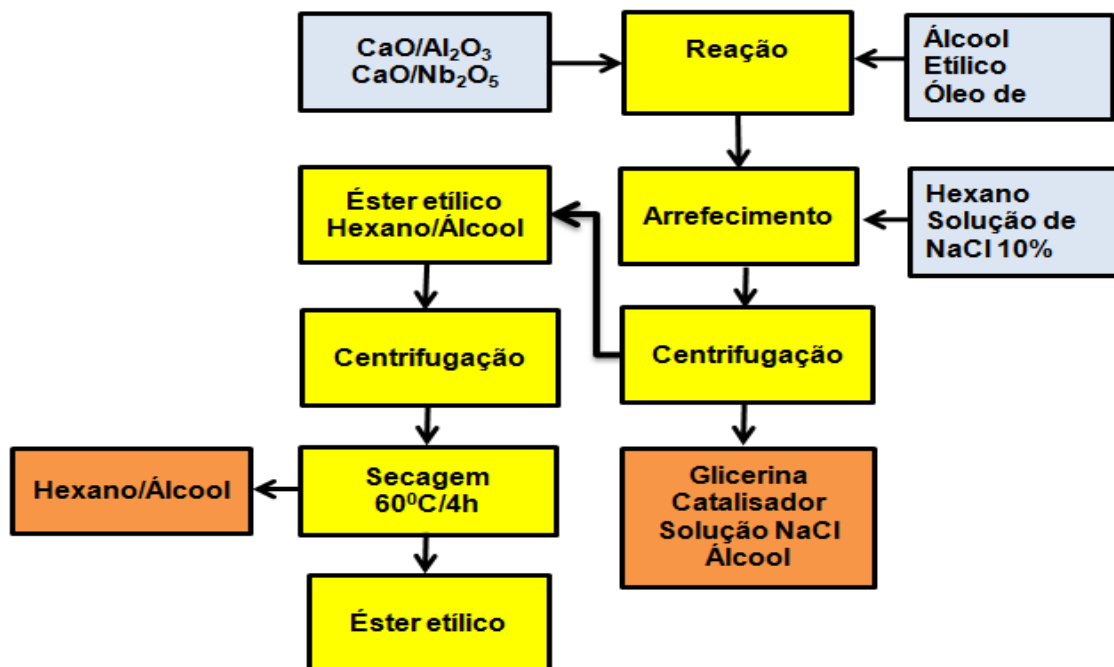 CaO/Al₂O₃
CaO/Nb₂O₅
Reação
Álcool
Etílico
Óleo de
Éster etílico
Hexano/Álcool
Arrefecimento
Hexano
Solução de
NaCl 10%
Centrifugação
Centrifugação
Hexano/Álcool
Secagem
60⁰C/4h
Glicerina
Catalisador
Solução NaCl
Álcool
Éster etílico